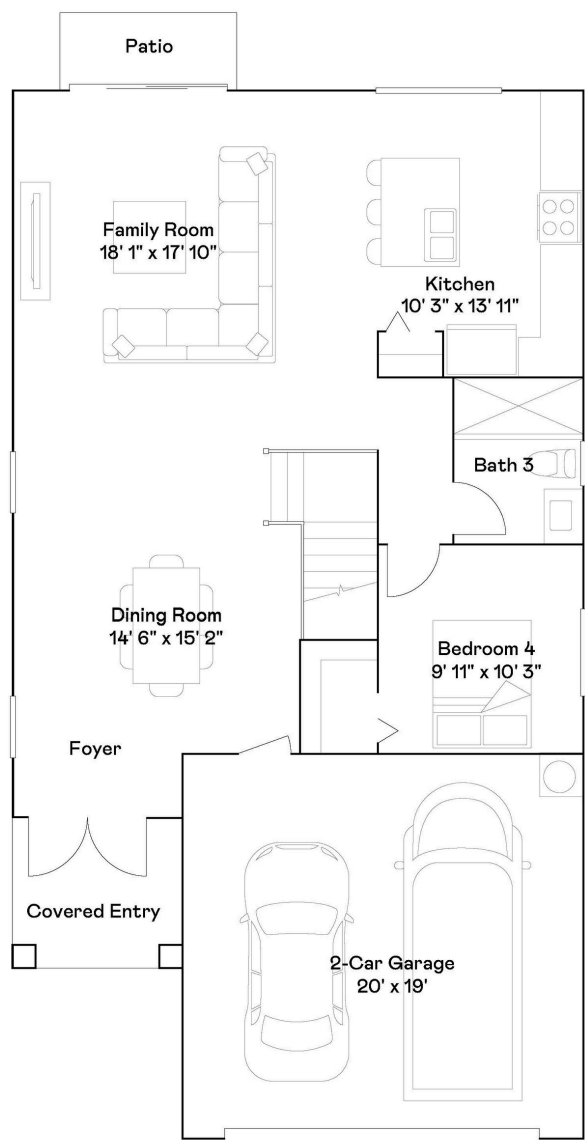 Patio
Family Room
18' 1" x 17' 10"
Kitchen
10' 3" x 13' 11"
Bath 3
Dining Room
14' 6" x 15' 2"
Bedroom 4
9' 11" x 10' 3"
Foyer
Covered Entry
2-Car Garage
20' x 19'